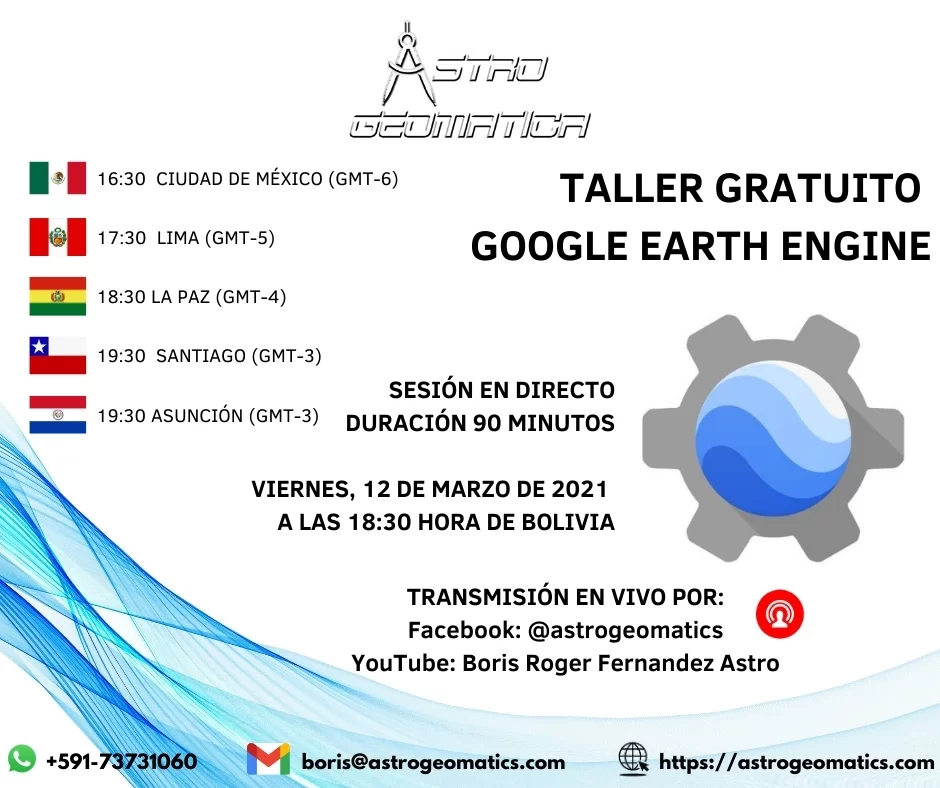 ASTRO
GEOMATICA
TALLER GRATUITO
GOOGLE EARTH ENGINE
16:30 CIUDAD DE MÉXICO (GMT-6)
17:30 LIMA (GMT-5)
18:30 LA PAZ (GMT-4)
19:30 SANTIAGO (GMT-3)
19:30 ASUNCIÓN (GMT-3)
SESIÓN EN DIRECTO
DURACIÓN 90 MINUTOS
VIERNES, 12 DE MARZO DE 2021
A LAS 18:30 HORA DE BOLIVIA
TRANSMISIÓN EN VIVO POR:
Facebook: @astrogeomatics
YouTube: Boris Roger Fernandez Astro
+591-73731060
boris@astrogeomatics.com
https://astrogeomatics.com